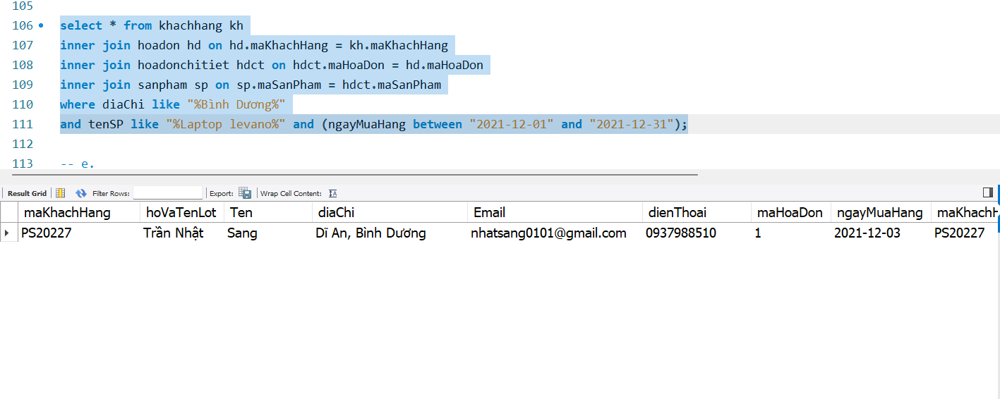 105
106 select * from khachhang kh
107 inner join hoadon hd on hd.maKhachHang = kh.maKhachHang
108 inner join hoadonchitiet hdct on hdct.maHoaDon = hd.maHoaDon
109 inner join sanpham sp on sp.maSanPham = hdct.maSanPham
110 where diaChi like "%Bình Dương%"
111 and tenSP like "%Laptop levano%" and (ngayMuaHang between "2021-12-01" and "2021-12-31");
112
113 -- e.
Result Grid Filter Rows: Export: Wrap Cell Content: IA
maKhachHang hoVaTenLot Ten diaChi Email dienThoai maHoaDon ngayMuaHang maKhachH
PS20227 Trần Nhật Sang Dĩ An, Bình Dương nhatsang0101@gmail.com 0937988510 1 2021-12-03 PS20227